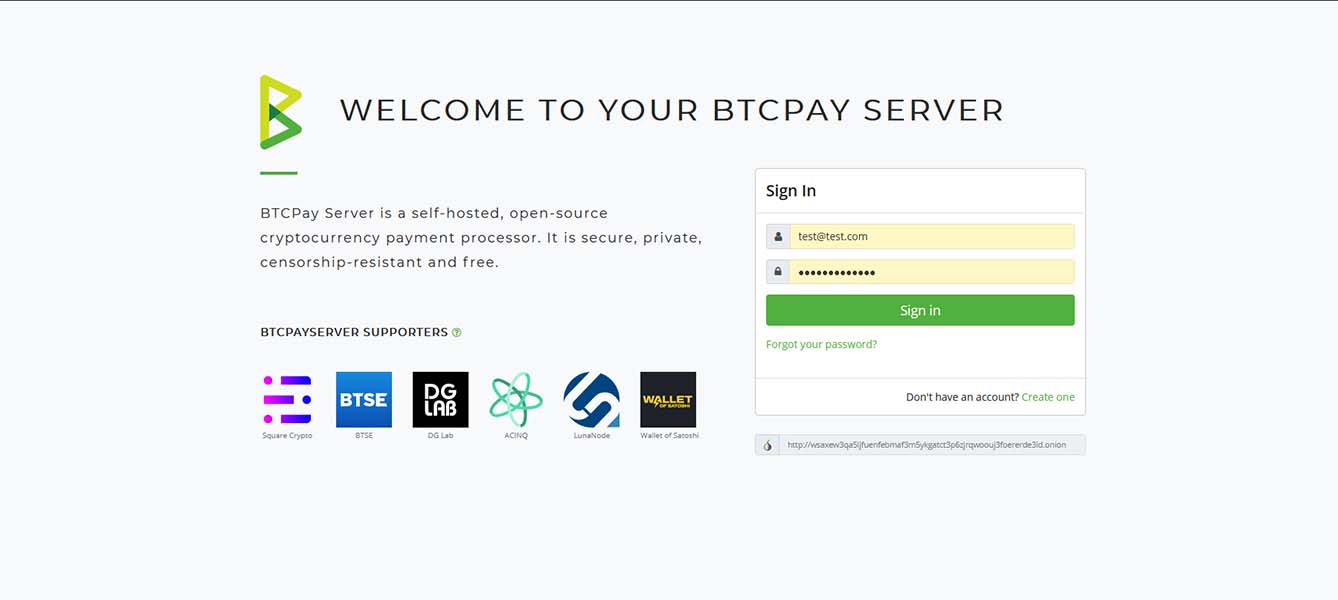 WELCOME TO YOUR BTCPAY SERVER
BTCPay Server is a self-hosted, open-source
cryptocurrency payment processor. It is secure, private,
censorship-resistant and free.
BTCPAYSERVER SUPPORTERS
BTSE
DG
LAB
WALLET
OF SATOSHI
Square Crypto
BTSE
DG Lab
ACINQ
LunaNode
Wallet of Satoshi
Sign In
test@test.com
•••••••••••••
Sign in
Forgot your password?
Don't have an account? Create one